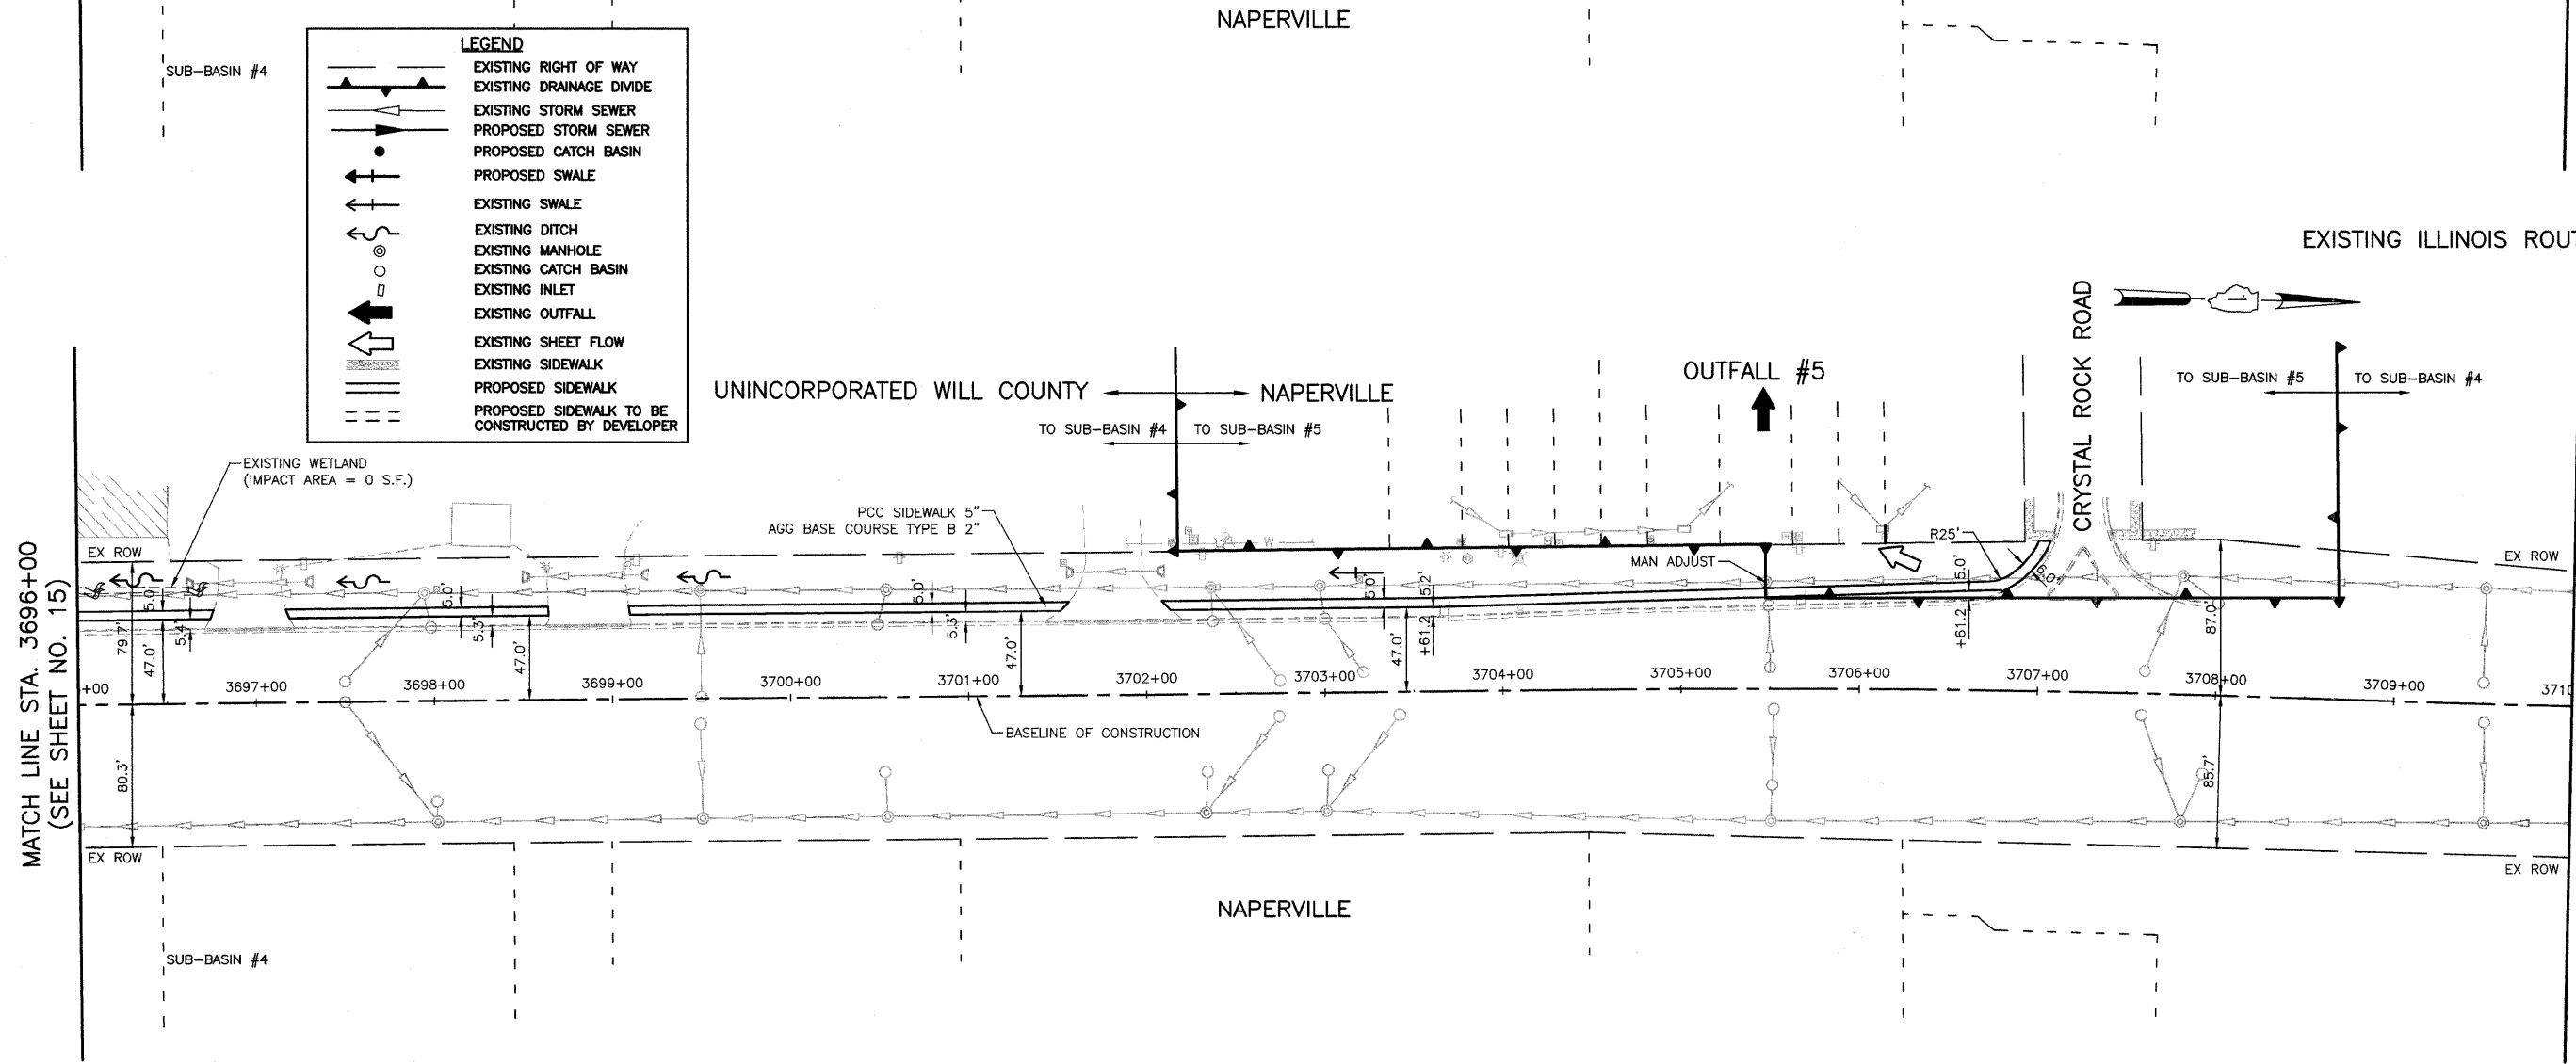 NAPERVILLE
SUB-BASIN #4
LEGEND
EXISTING RIGHT OF WAY
EXISTING DRAINAGE DIVIDE
EXISTING STORM SEWER
PROPOSED STORM SEWER
PROPOSED CATCH BASIN
PROPOSED SWALE
EXISTING SWALE
EXISTING DITCH
EXISTING MANHOLE
EXISTING CATCH BASIN
EXISTING INLET
EXISTING OUTFALL
EXISTING SHEET FLOW
EXISTING SIDEWALK
PROPOSED SIDEWALK
PROPOSED SIDEWALK TO BE
CONSTRUCTED BY DEVELOPER
EXISTING ILLINOIS ROUT
CRYSTAL ROCK ROAD
UNINCORPORATED WILL COUNTY
NAPERVILLE
OUTFALL #5
TO SUB-BASIN #5
TO SUB-BASIN #4
TO SUB-BASIN #4
TO SUB-BASIN #5
EXISTING WETLAND
(IMPACT AREA = 0 S.F.)
PCC SIDEWALK 5"
AGG BASE COURSE TYPE B 2"
W
R25'
MAN ADJUST
EX ROW
EX ROW
MATCH LINE STA. 3696+00
(SEE SHEET NO. 15)
79.7'
47.0'
5.0'
5.4'
5.0'
5.3'
47.0'
5.0'
5.3'
47.0'
5.0'
5.2'
47.0'
+61.2
5.0'
+61.2
6.0'
87.0'
+00
3697+00
3698+00
3699+00
3700+00
3701+00
3702+00
3703+00
3704+00
3705+00
3706+00
3707+00
3708+00
3709+00
3710
BASELINE OF CONSTRUCTION
80.3'
85.7'
EX ROW
EX ROW
NAPERVILLE
SUB-BASIN #4